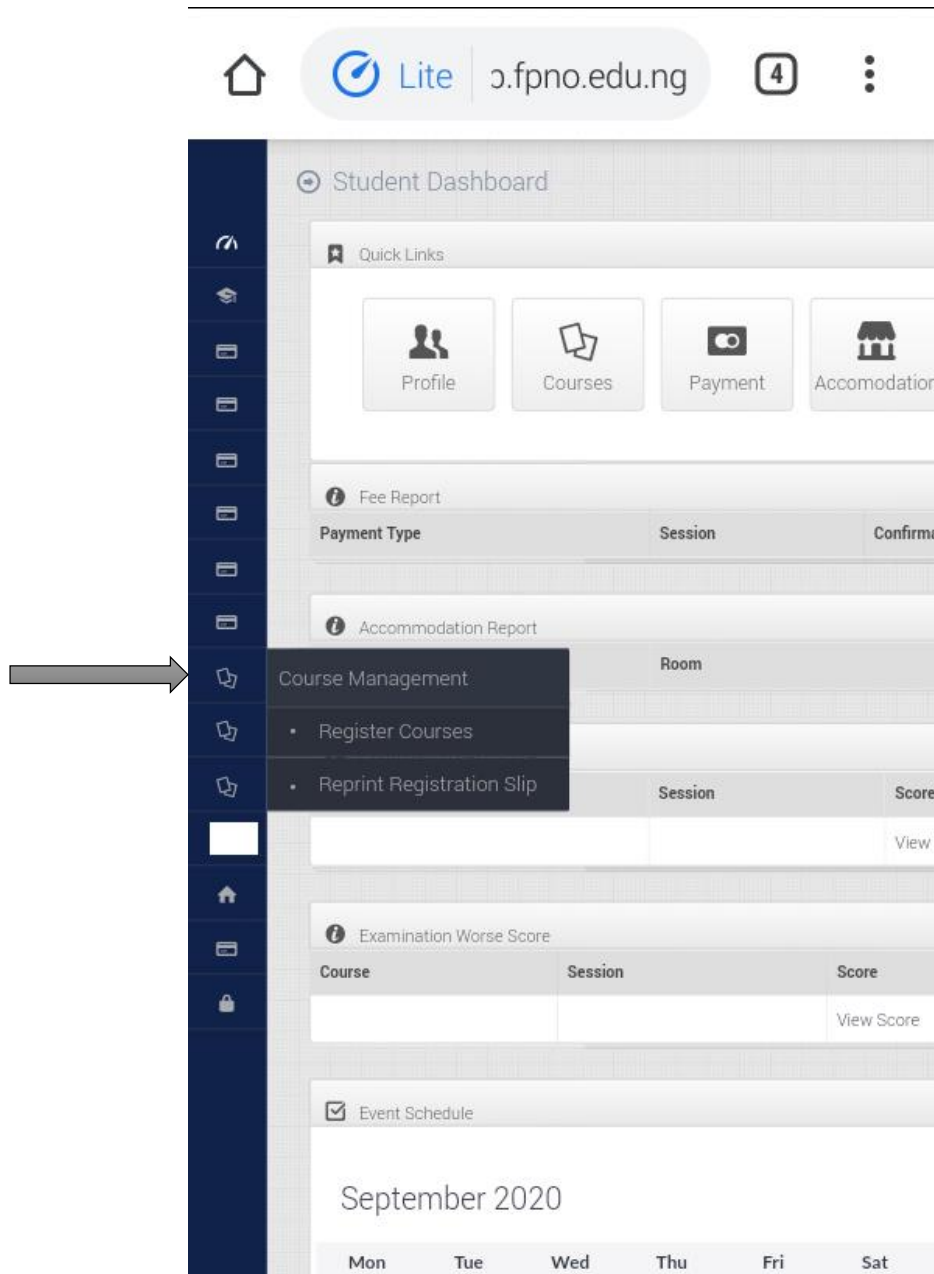 Lite ɔ.fpno.edu.ng 4
Student Dashboard
Quick Links
Profile Courses Payment Accomodation
Fee Report
Payment Type Session Confirma
Accommodation Report
Course Management Room
Register Courses
Reprint Registration Slip Session Score
View
Examination Worse Score
Course Session Score
View Score
Event Schedule
September 2020
Mon Tue Wed Thu Fri Sat